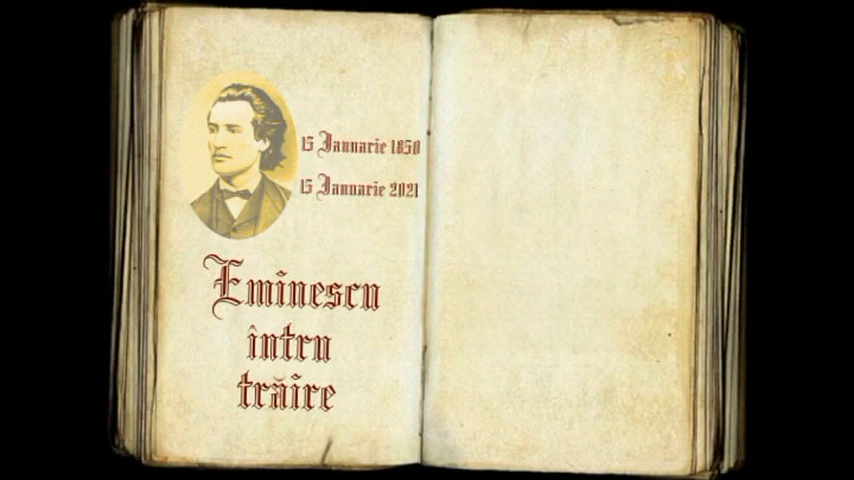 15 Ianuarie 1850
15 Ianuarie 2021
Eminescu
întru
trăire